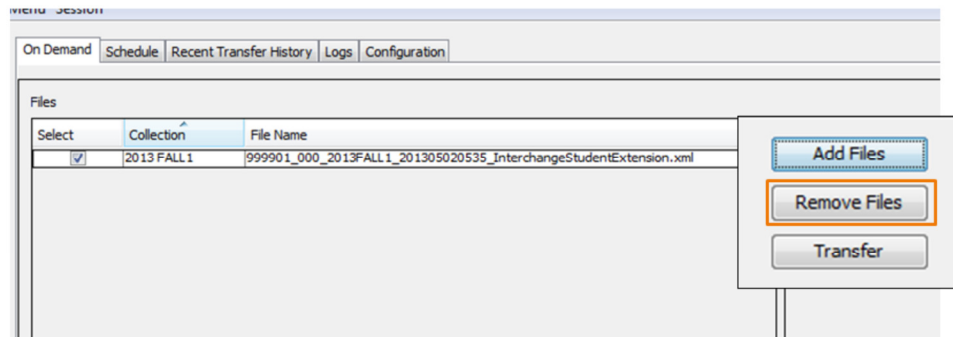 Menu Session
On Demand Schedule Recent Transfer History Logs Configuration
Files
Select Collection File Name
2013 FALL1 999901_000_2013FALL1_201305020535_InterchangeStudentExtension.xml
Add Files
Remove Files
Transfer